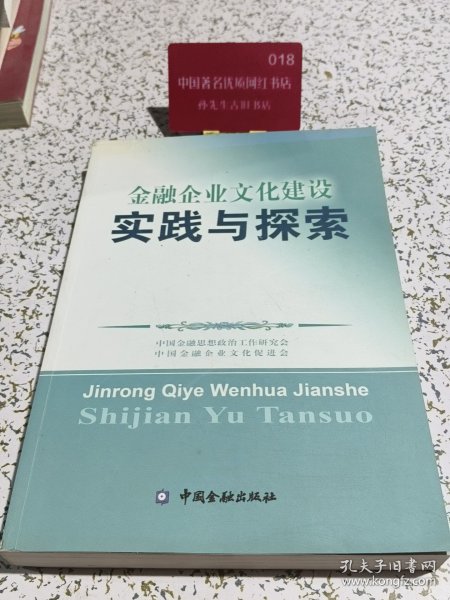 018
中国著名优质网红书店
孙先生古旧书店
金融企业文化建设
实践与探索
中国金融思想政治工作研究会
中国金融企业文化促进会
Jinrong Qiye Wenhua Jianshe
Shijian Yu Tansuo
中国金融出版社
孔夫子旧书网
www.kongfz.com